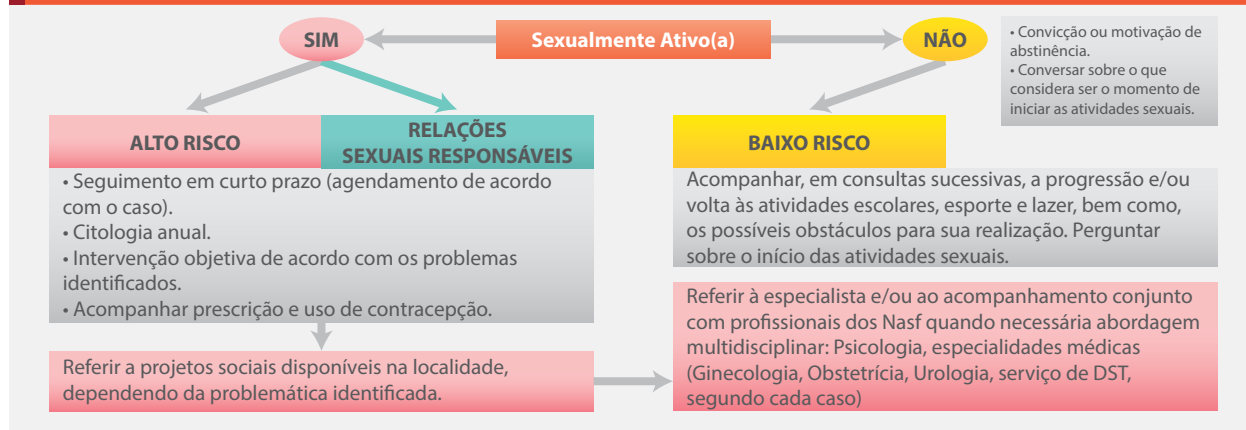 SIM
Sexualmente Ativo(a)
NÃO
• Convicção ou motivação de
abstinência.
• Conversar sobre o que
considera ser o momento de
iniciar as atividades sexuais.
ALTO RISCO
RELAÇÕES
SEXUAIS RESPONSÁVEIS
• Seguimento em curto prazo (agendamento de acordo
com o caso).
• Citologia anual.
• Intervenção objetiva de acordo com os problemas
identificados.
• Acompanhar prescrição e uso de contracepção.
Referir a projetos sociais disponíveis na localidade,
dependendo da problemática identificada.
BAIXO RISCO
Acompanhar, em consultas sucessivas, a progressão e/ou
volta às atividades escolares, esporte e lazer, bem como,
os possíveis obstáculos para sua realização. Perguntar
sobre o início das atividades sexuais.
Referir à especialista e/ou ao acompanhamento conjunto
com profissionais dos Nasf quando necessária abordagem
multidisciplinar: Psicologia, especialidades médicas
(Ginecologia, Obstetrícia, Urologia, serviço de DST,
segundo cada caso)